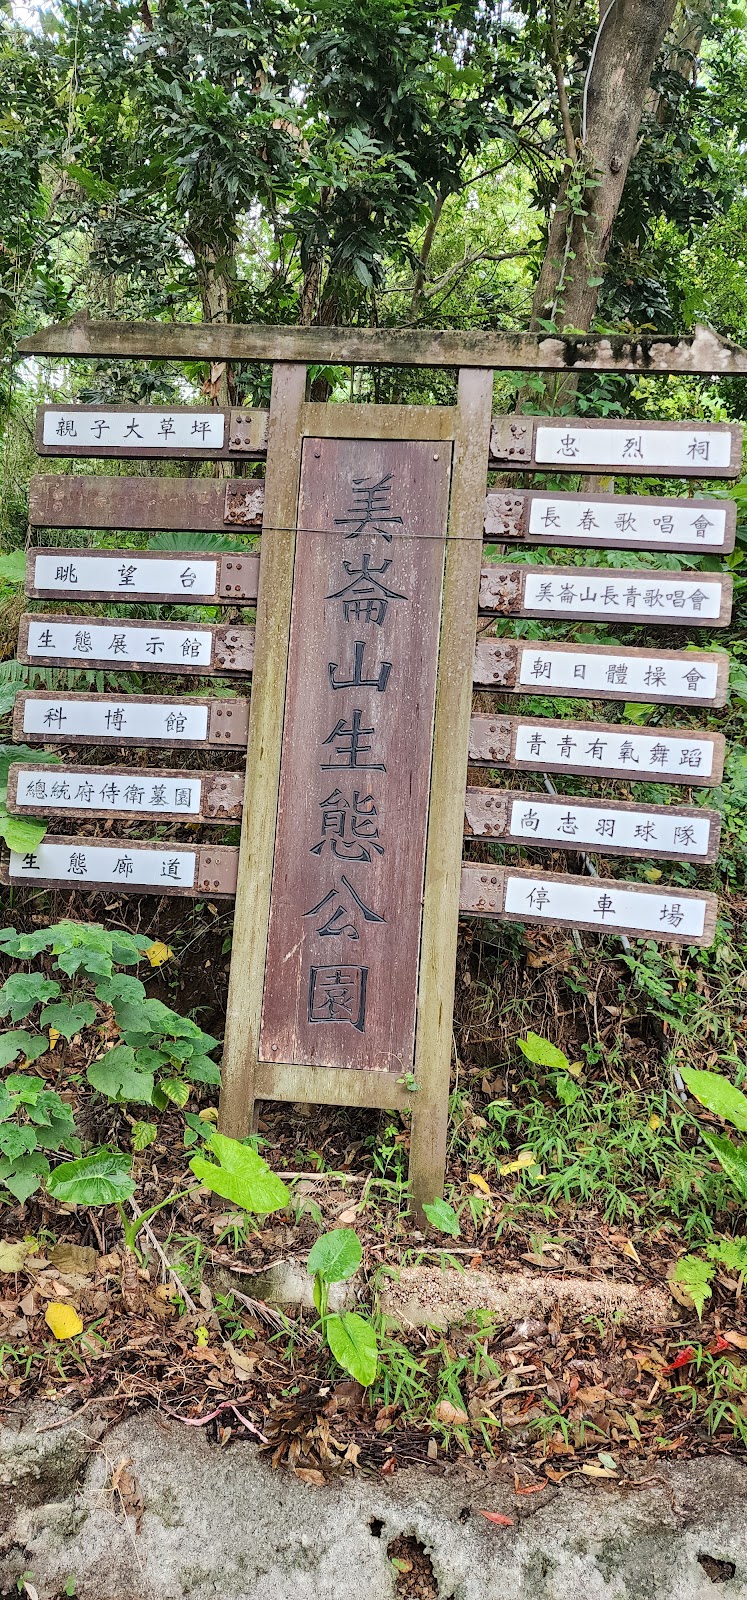 美崙山生態公園
親子大草坪
眺望台
生態展示館
科博館
總統府侍衛墓園
生態廊道
忠烈祠
長春歌唱會
美崙山長青歌唱會
朝日體操會
青青有氧舞蹈
尚志羽球隊
停車場